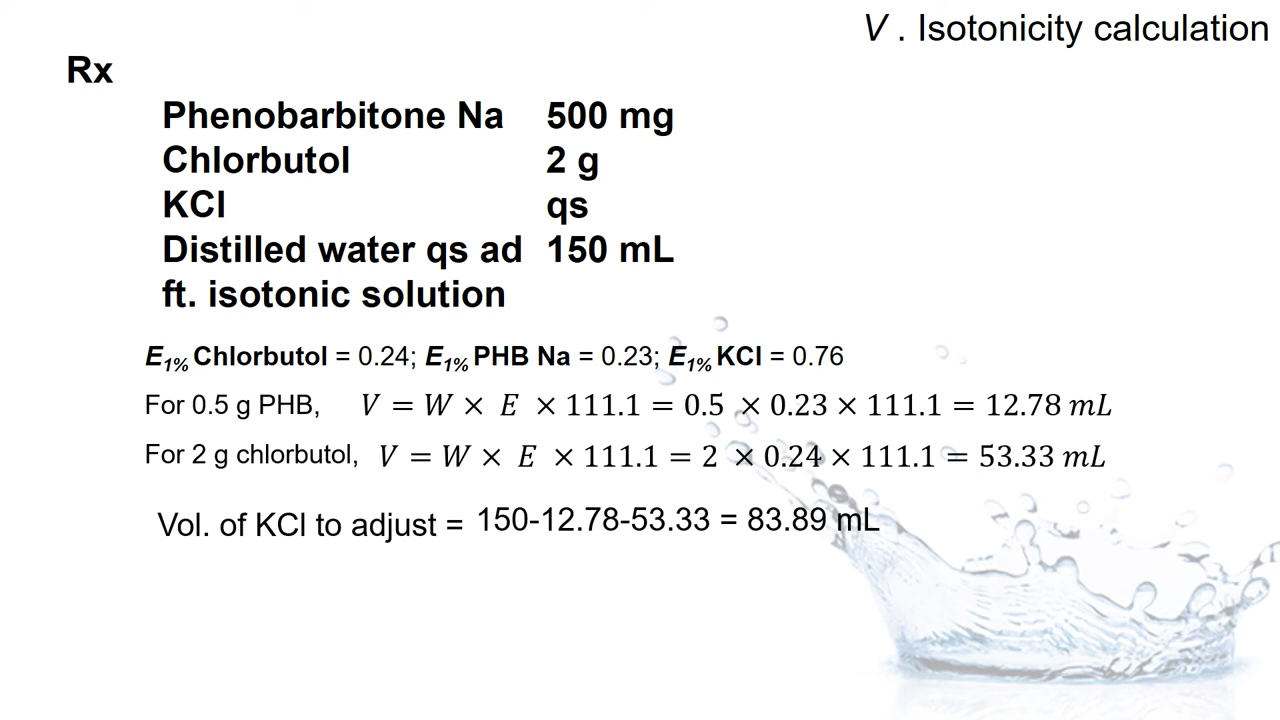 V . Isotonicity calculation
Rx
Phenobarbitone Na 500 mg
Chlorbutol 2 g
KCl qs
Distilled water qs ad 150 mL
ft. isotonic solution
E1% Chlorbutol = 0.24; E1% PHB Na = 0.23; E1% KCl = 0.76
For 0.5 g PHB, V = W × E × 111.1 = 0.5 × 0.23 × 111.1 = 12.78 mL
For 2 g chlorbutol, V = W × E × 111.1 = 2 × 0.24 × 111.1 = 53.33 mL
Vol. of KCl to adjust = 150-12.78-53.33 = 83.89 mL